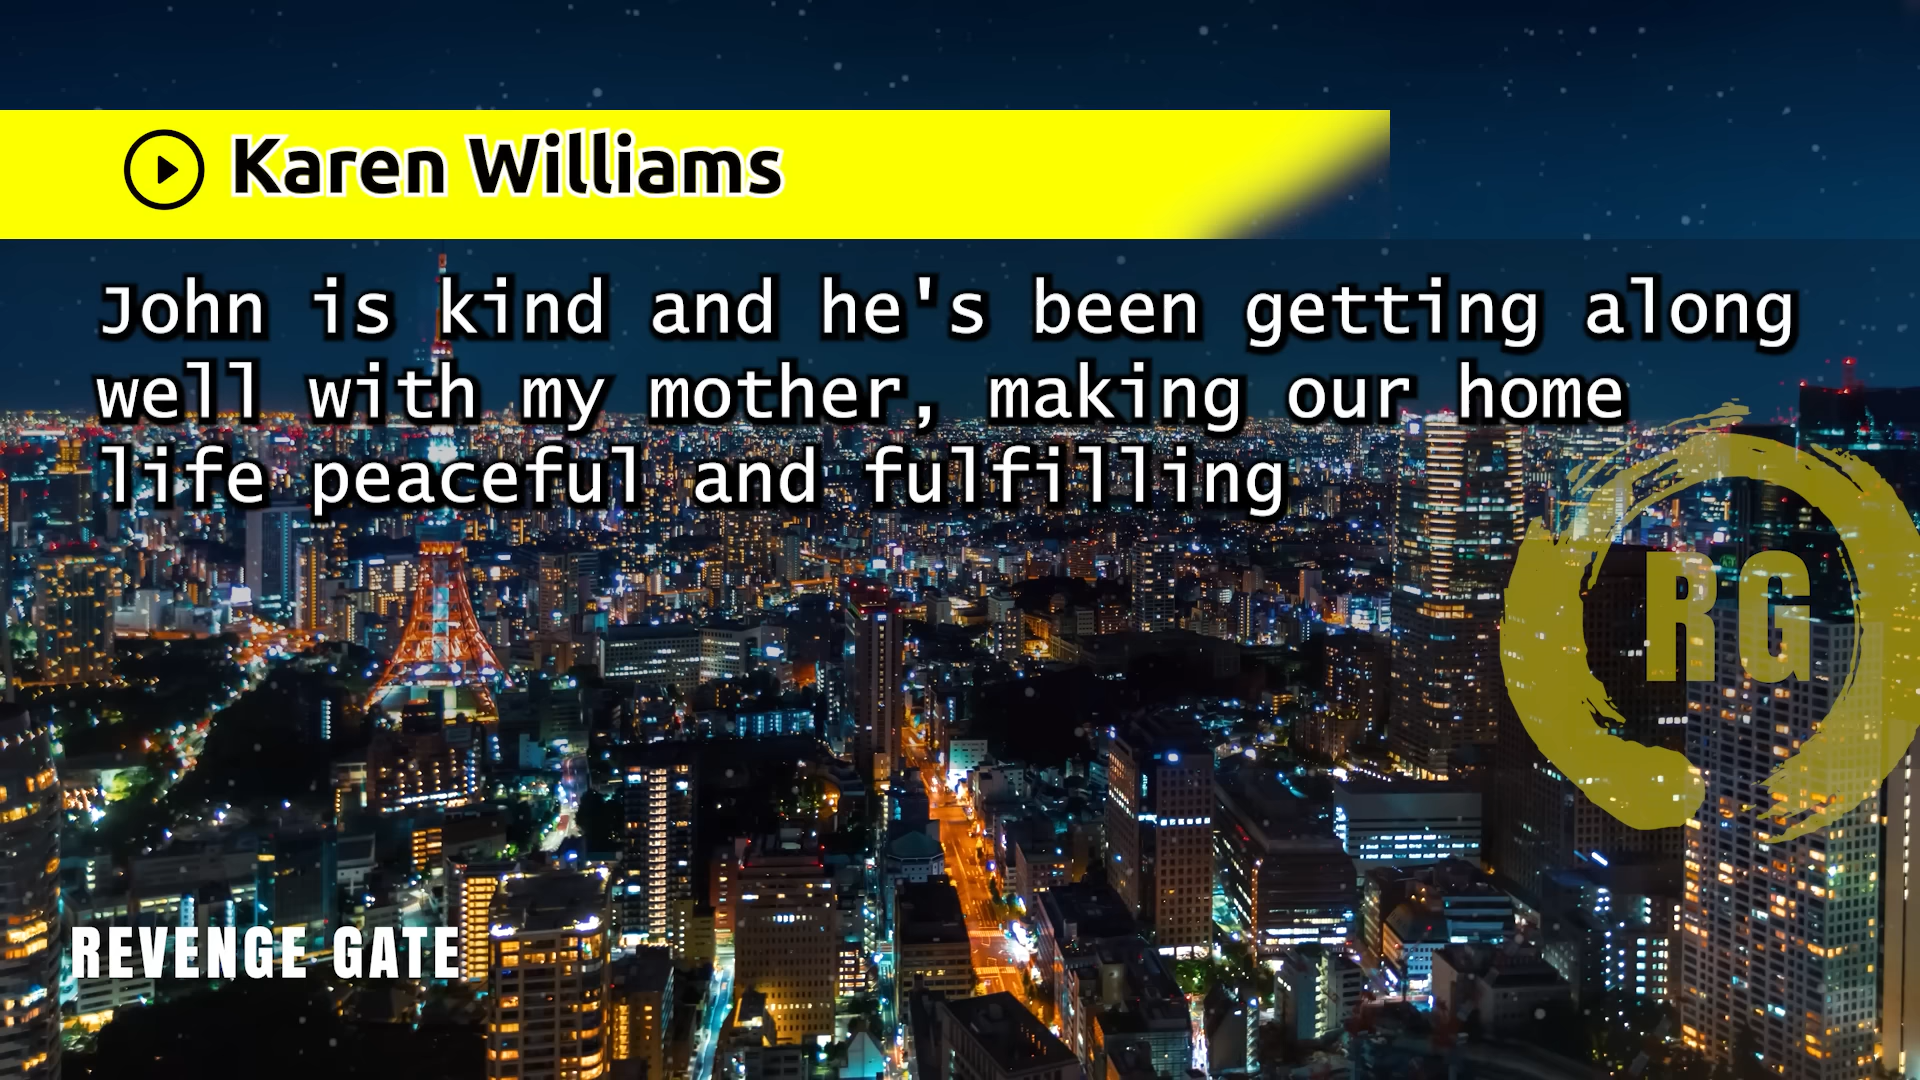 Karen Williams
John is kind and he's been getting along
well with my mother, making our home
life peaceful and fulfilling
RG
REVENGE GATE